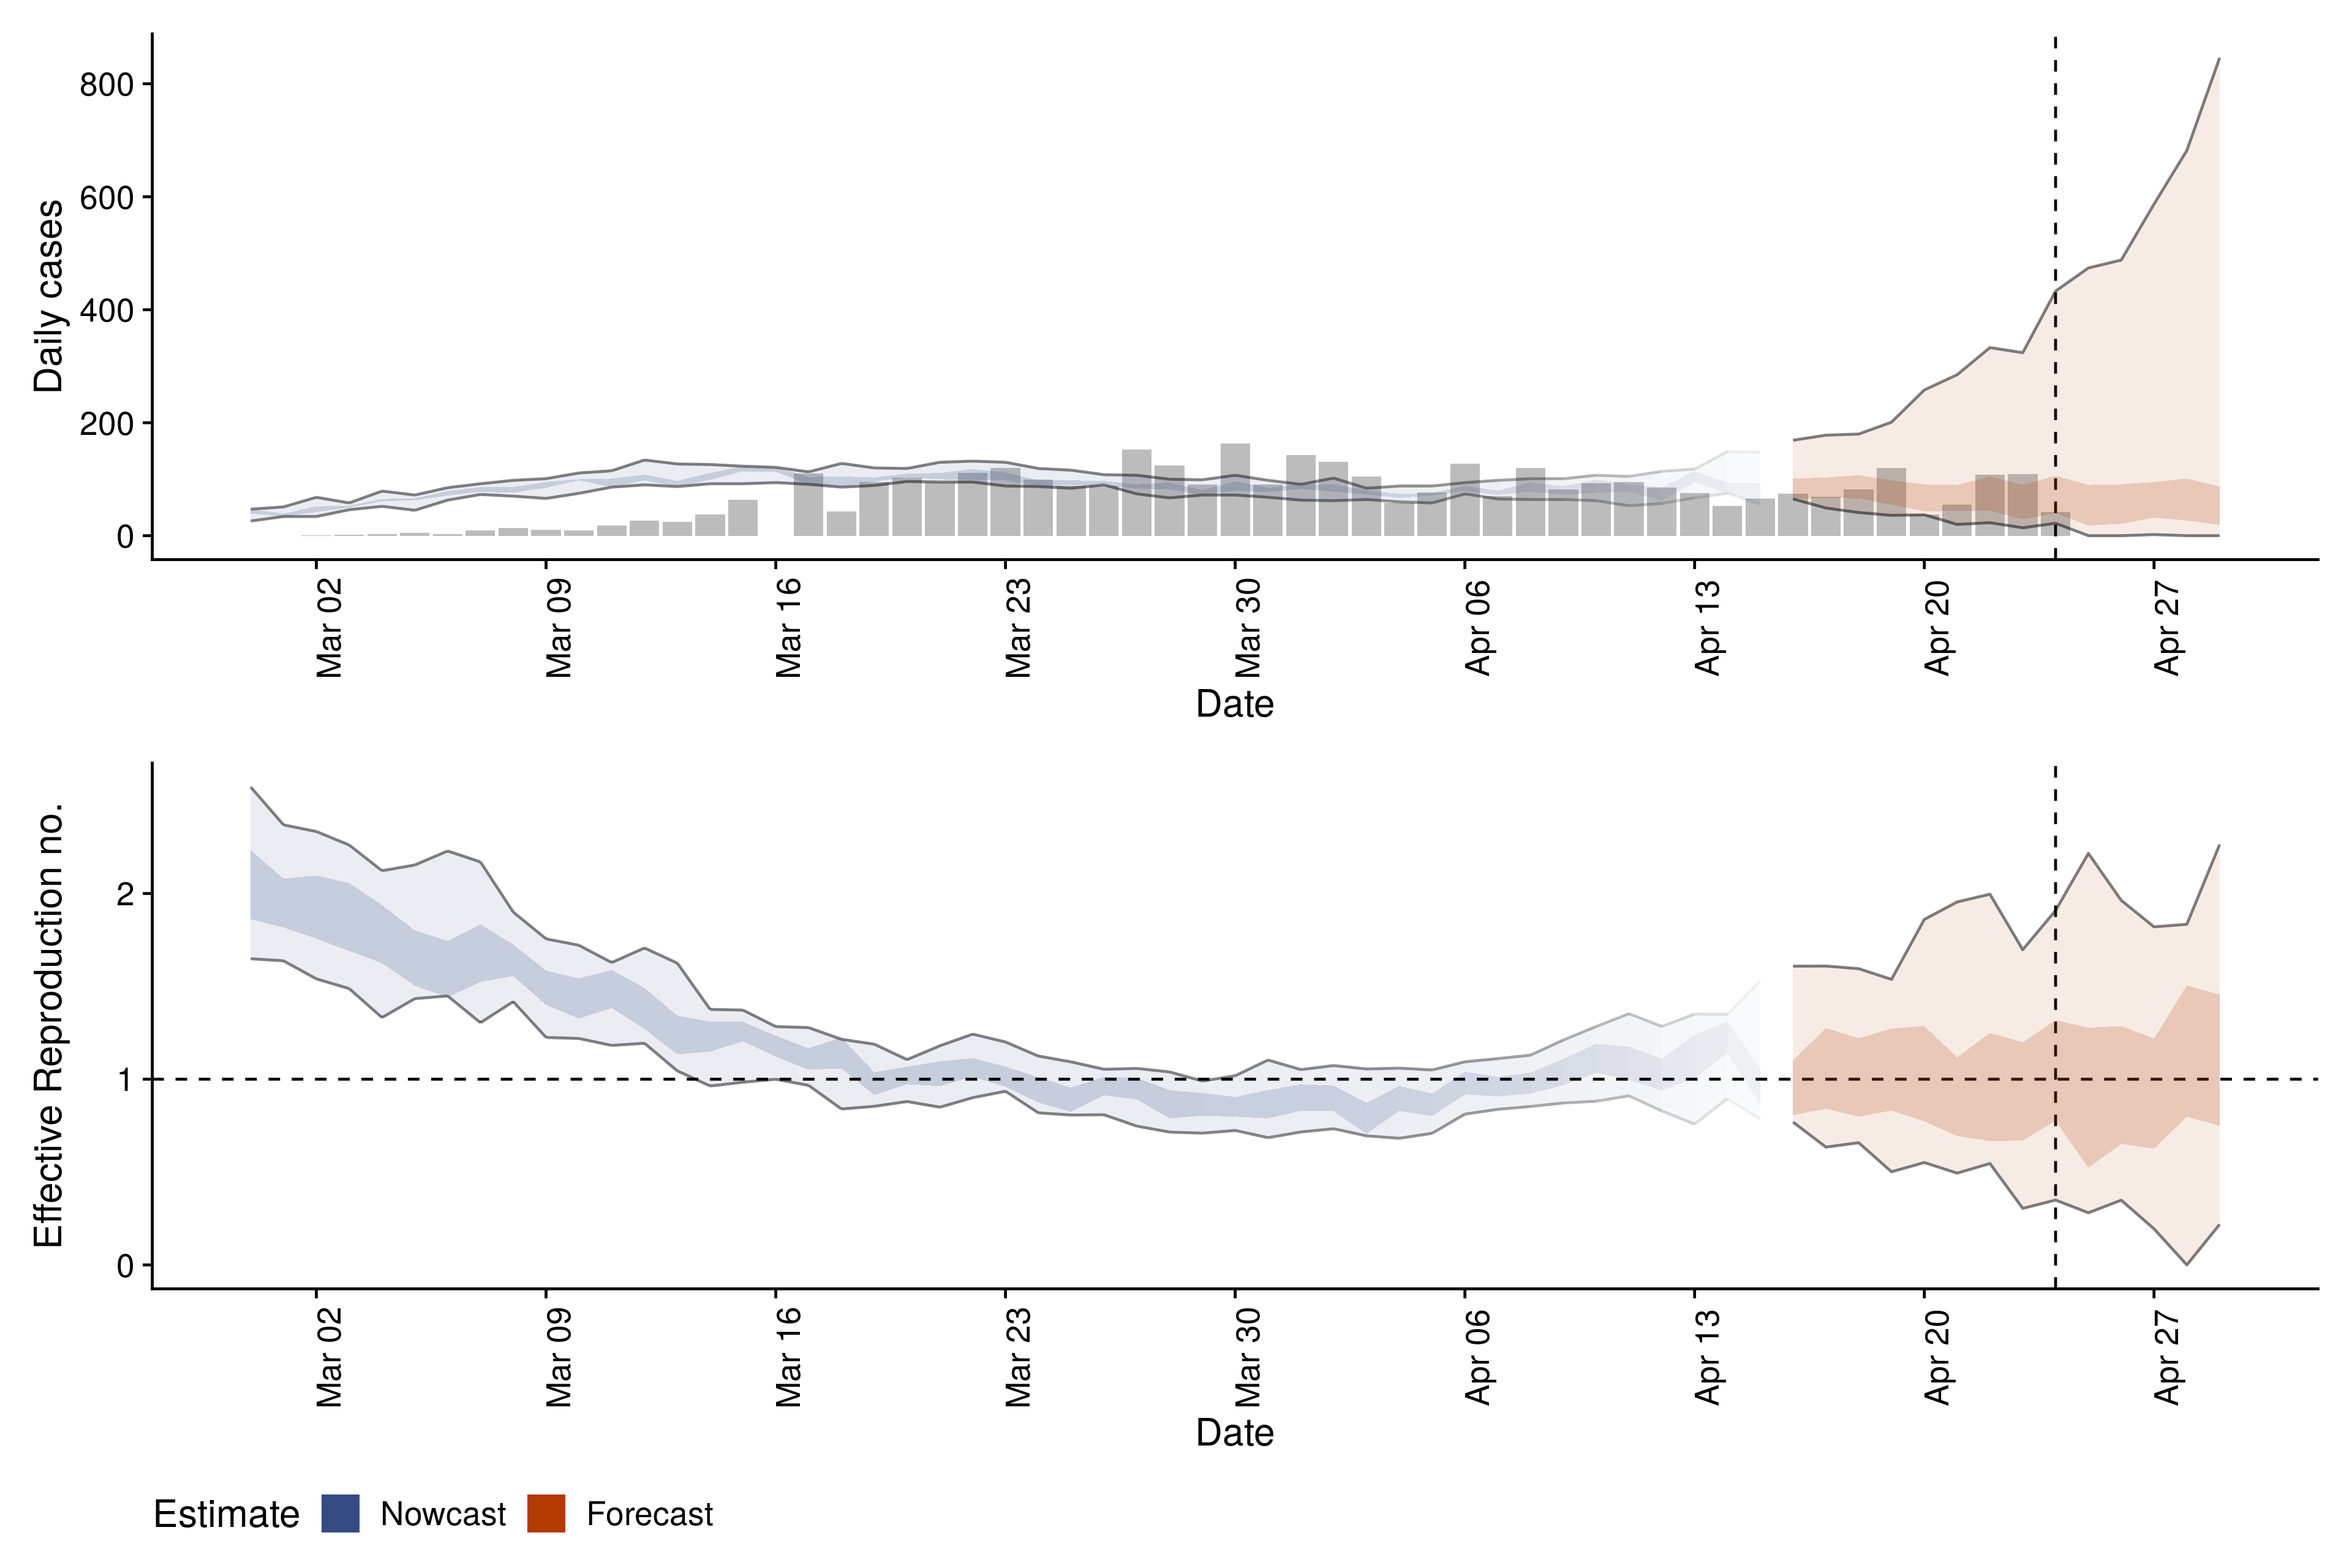 Daily cases
800
600
400
200
0
Mar 02
Mar 09
Mar 16
Mar 23
Mar 30
Apr 06
Apr 13
Apr 20
Apr 27
Date
Effective Reproduction no.
2
1
0
Mar 02
Mar 09
Mar 16
Mar 23
Mar 30
Apr 06
Apr 13
Apr 20
Apr 27
Date
Estimate Nowcast Forecast